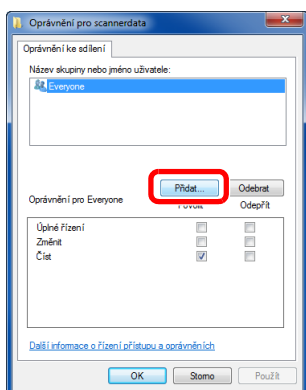 Oprávnění pro scannerdata
Oprávnění ke sdílení
Název skupiny nebo jméno uživatele:
Everyone
Přidat... Odebrat
Oprávnění pro Everyone Povolit Odepřít
Úplné řízení
Změnit
Číst
Další informace o řízení přístupu a oprávněních
OK Storno Použít